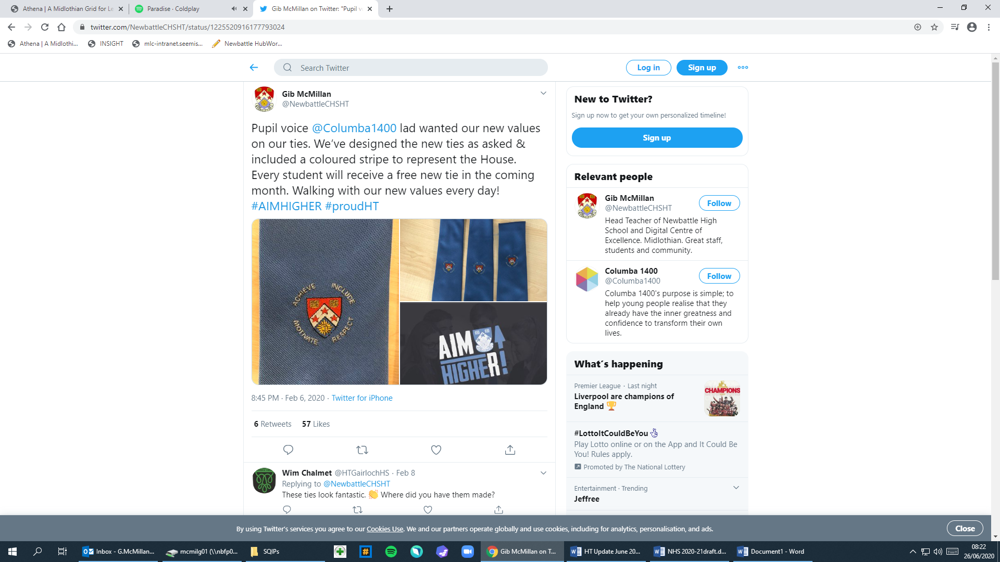 Athena | A Midlothian Grid for Le
Paradise · Coldplay
Gib McMillan on Twitter: "Pupil v
twitter.com/NewbattleCHSHT/status/1225520916177793024
Athena | A Midlothi...
INSIGHT
mlc-intranet.seemis...
Newbattle HubWor...
Search Twitter
Log in
Sign up
Gib McMillan
@NewbattleCHSHT
Pupil voice @Columba1400 lad wanted our new values
on our ties. We’ve designed the new ties as asked &
included a coloured stripe to represent the House.
Every student will receive a free new tie in the coming
month. Walking with our new values every day!
#AIMHIGHER #proudHT
ACHIEVE
INCLUDE
MOTIVATE
RESPECT
AIM
HIGHER!
8:45 PM · Feb 6, 2020 · Twitter for iPhone
6 Retweets 57 Likes
Wim Chalmet @HTGairlochHS · Feb 8
Replying to @NewbattleCHSHT
These ties look fantastic. 👏 Where did you have them made?
New to Twitter?
Sign up now to get your own personalized timeline!
Sign up
Relevant people
Gib McMillan
@NewbattleCHSHT
Follow
Head Teacher of Newbattle High
School and Digital Centre of
Excellence. Midlothian. Great staff,
students and community.
Columba 1400
@Columba1400
Follow
Columba 1400's purpose is simple; to
help young people realise that they
already have the inner greatness and
confidence to transform their own
lives.
What´s happening
Premier League · Last night
Liverpool are champions of
England 🏆
CHAMPIONS
#LottoItCouldBeYou 🤞
Play Lotto online or on the App and It Could Be
You! Rules apply.
Promoted by The National Lottery
Entertainment · Trending
Jeffree
By using Twitter’s services you agree to our Cookies Use. We and our partners operate globally and use cookies, including for analytics, personalisation, and ads.
Close
Inbox - G.McMillan...
mcmilg01 (\\nbfp0...
SQIPs
Gib McMillan on T...
HT Update June 20...
NHS 2020-21draft.d...
Document1 - Word
08:22
26/06/2020